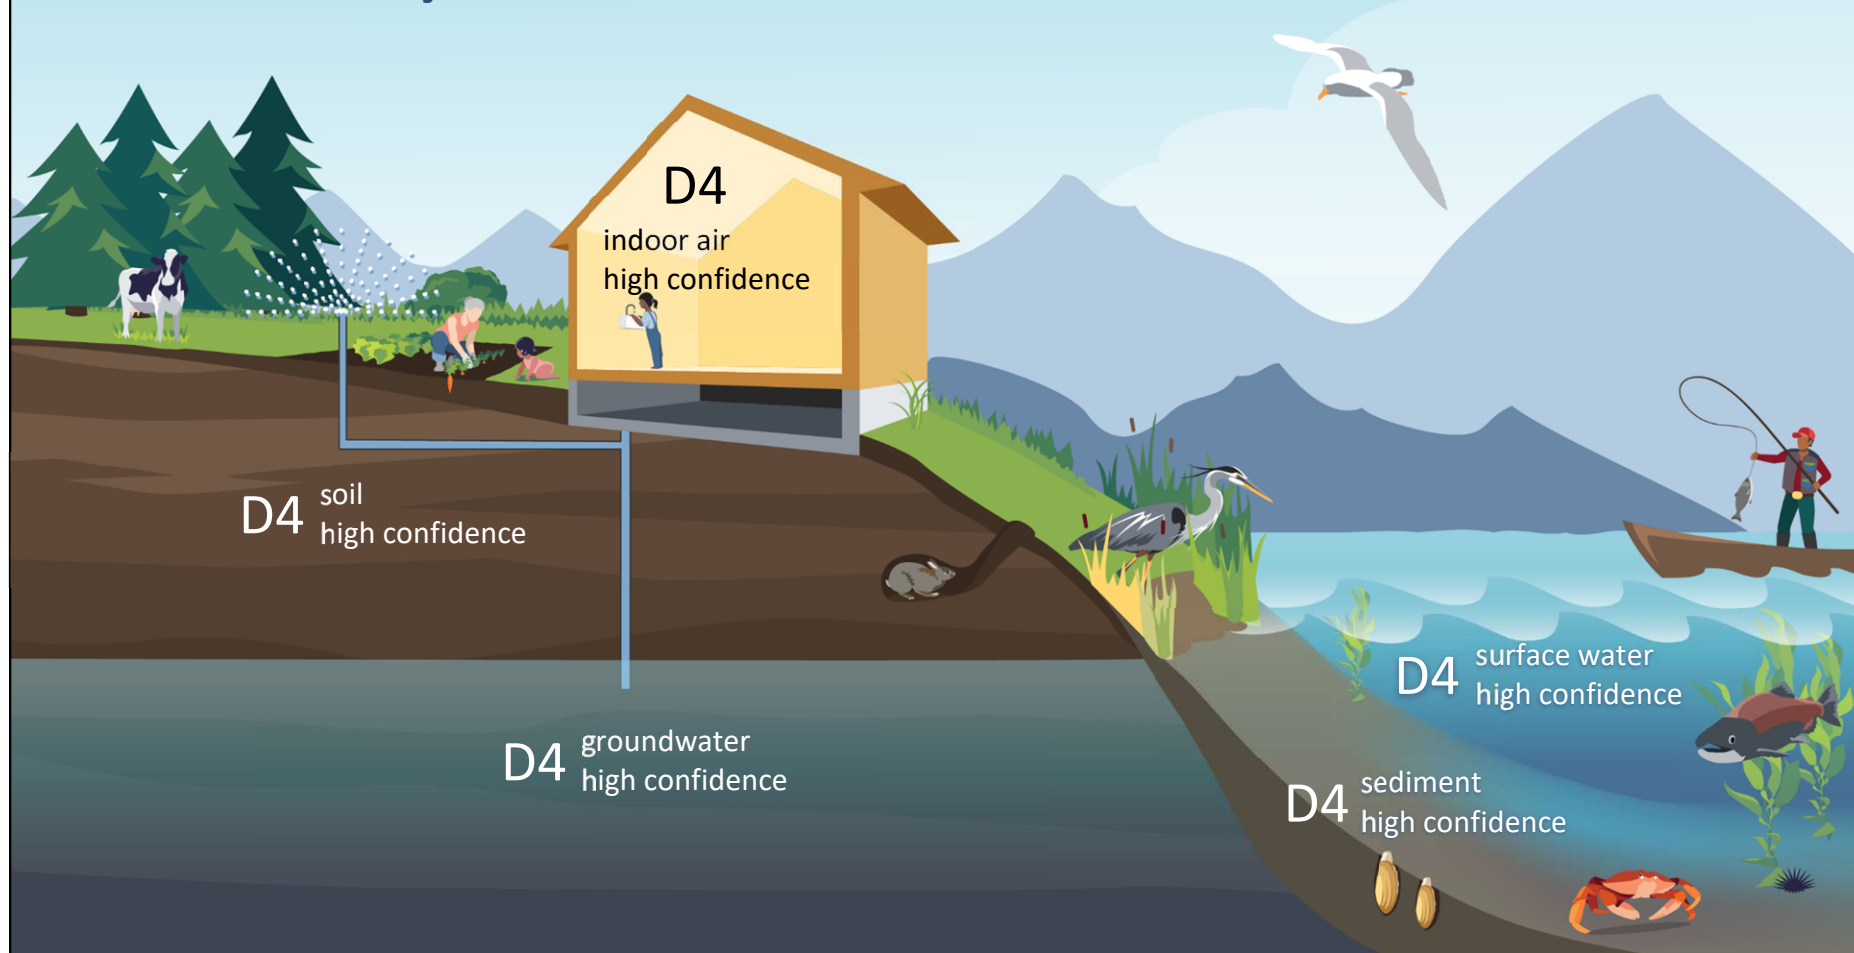 D4
indoor air
high confidence
D4
soil
high confidence
D4
surface water
high confidence
D4
groundwater
high confidence
D4
sediment
high confidence